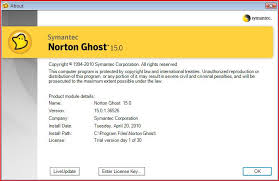 About
symantec.
Symantec
Norton Ghost 15.0
Copyright © 1994-2010 Symantec Corporation. All rights reserved.
This computer program is protected by copyright law and international treaties. Unauthorized reproduction or
distribution of this program, or any portion of it may result in severe civil and criminal penalties, and will be
prosecuted to the maximum extent possible under the law.
Product module details:
Name: Norton Ghost 15.0
Version: 15.0.1.36526
Company: Symantec Corporation
Install Date: Tuesday, April 20, 2010
Install Path: C:\Program Files\Norton Ghost\
License: Trial version day 1 of 30
LiveUpdate
Enter License Key...
OK